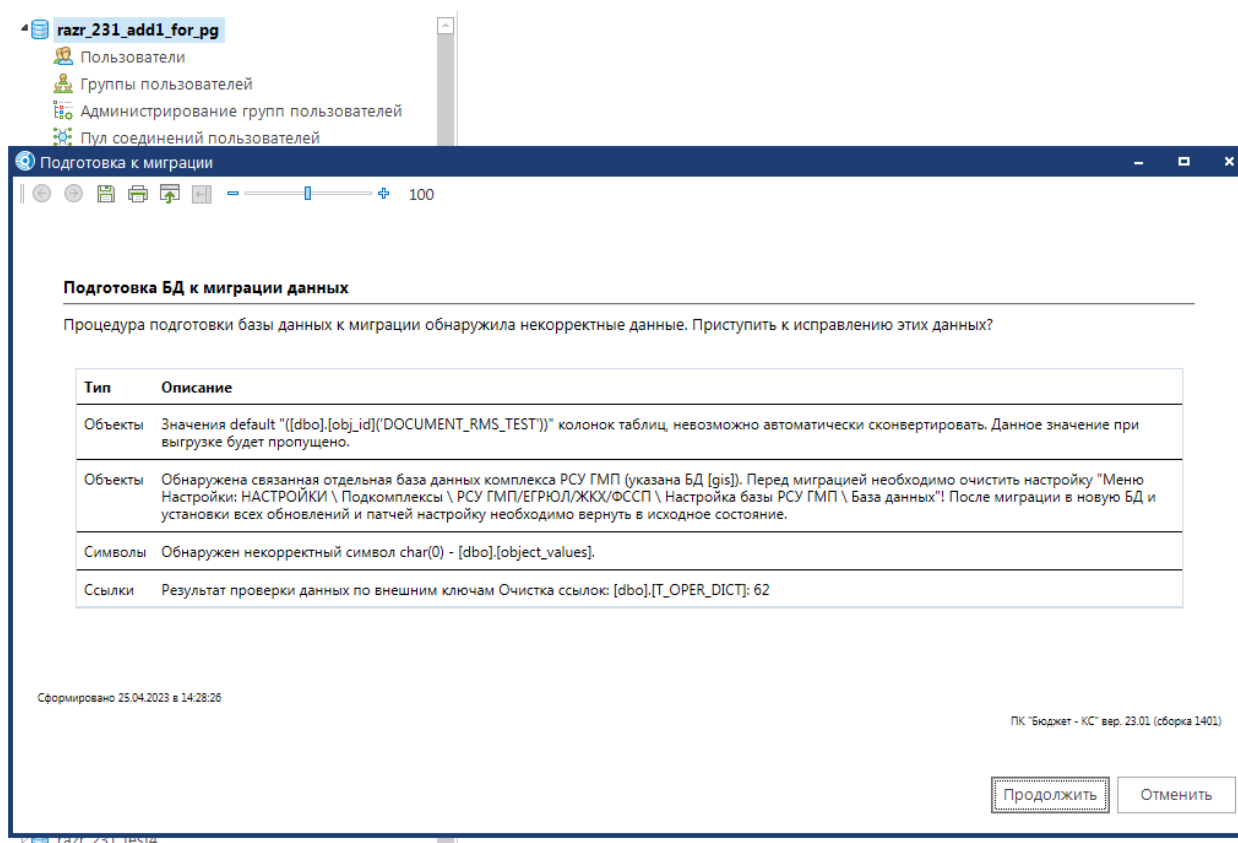 razr_231_add1_for_pg
Пользователи
Группы пользователей
Администрирование групп пользователей
Пул соединений пользователей
Подготовка к миграции
100
Подготовка БД к миграции данных
Процедура подготовки базы данных к миграции обнаружила некорректные данные. Приступить к исправлению этих данных?
Тип Описание
Объекты Значения default "([dbo].[obj_id]('DOCUMENT_RMS_TEST'))" колонок таблиц, невозможно автоматически сконвертировать. Данное значение при
выгрузке будет пропущено.
Объекты Обнаружена связанная отдельная база данных комплекса РСУ ГМП (указана БД [gis]). Перед миграцией необходимо очистить настройку "Меню
Настройки: НАСТРОЙКИ \ Подкомплексы \ РСУ ГМП/ЕГРЮЛ/ЖКХ/ФССП \ Настройка базы РСУ ГМП \ База данных"! После миграции в новую БД и
установки всех обновлений и патчей настройку необходимо вернуть в исходное состояние.
Символы Обнаружен некорректный символ char(0) - [dbo].[object_values].
Ссылки Результат проверки данных по внешним ключам Очистка ссылок: [dbo].[T_OPER_DICT]: 62
Сформировано 25.04.2023 в 14:28:26
ПК "Бюджет - КС" вер. 23.01 (сборка 1401)
Продолжить Отменить
razr_231_test4